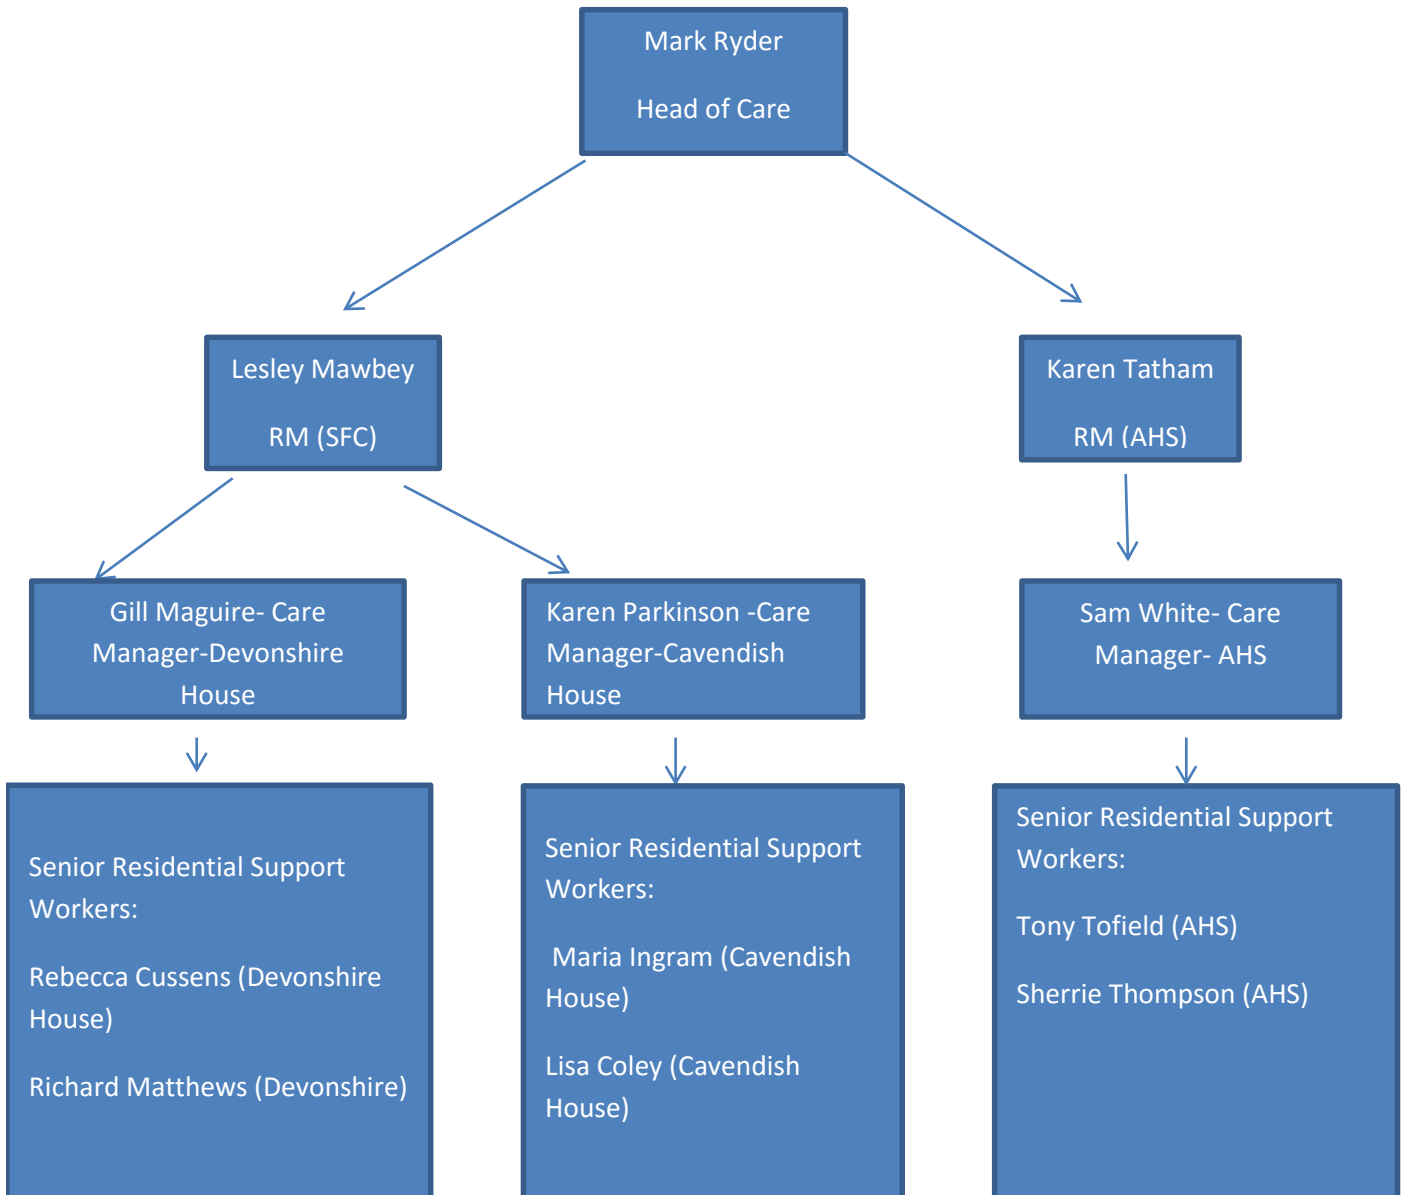 Mark Ryder
Head of Care
Lesley Mawbey
RM (SFC)
Karen Tatham
RM (AHS)
Gill Maguire- Care
Manager-Devonshire
House
Karen Parkinson -Care
Manager-Cavendish
House
Sam White- Care
Manager- AHS
Senior Residential Support
Workers:
Rebecca Cussens (Devonshire
House)
Richard Matthews (Devonshire)
Senior Residential Support
Workers:
Maria Ingram (Cavendish
House)
Lisa Coley (Cavendish
House)
Senior Residential Support
Workers:
Tony Tofield (AHS)
Sherrie Thompson (AHS)